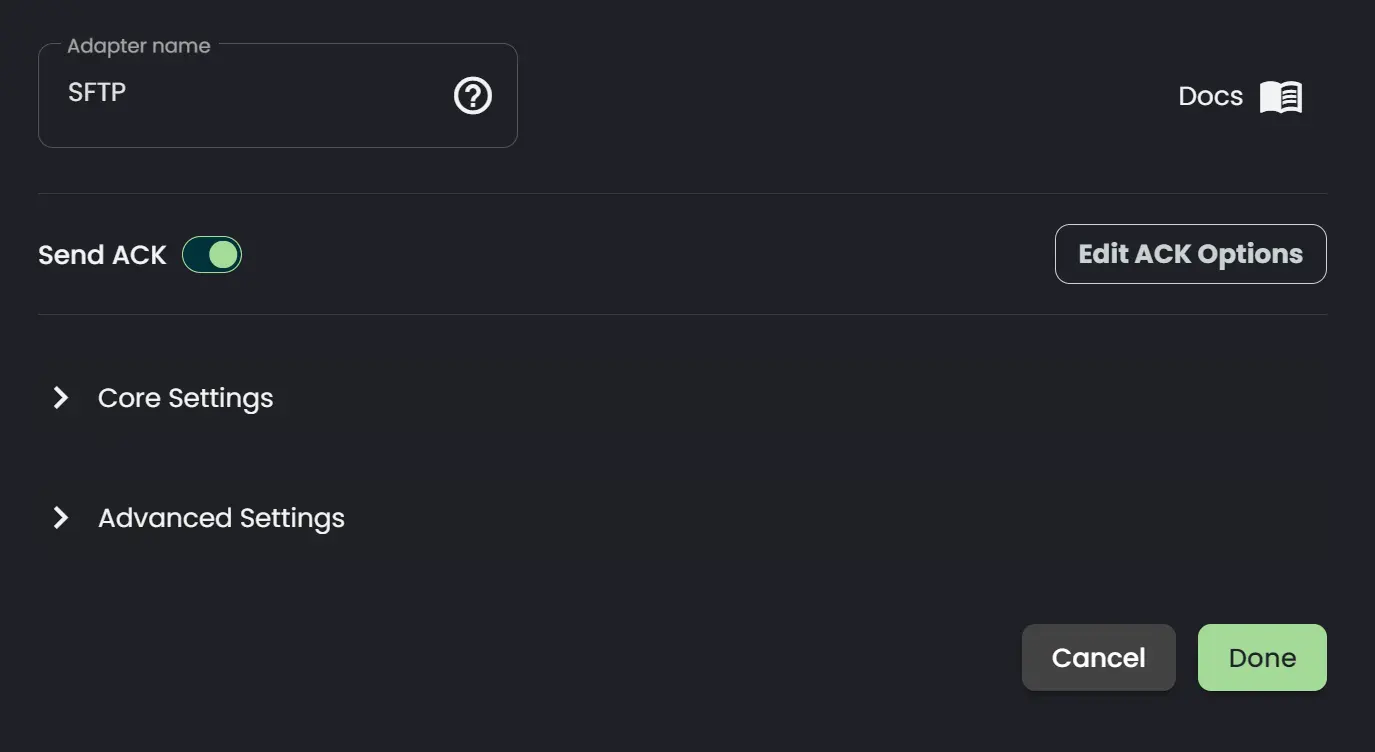 Adapter name
SFTP
Docs
Send ACK
Edit ACK Options
Core Settings
Advanced Settings
Cancel
Done